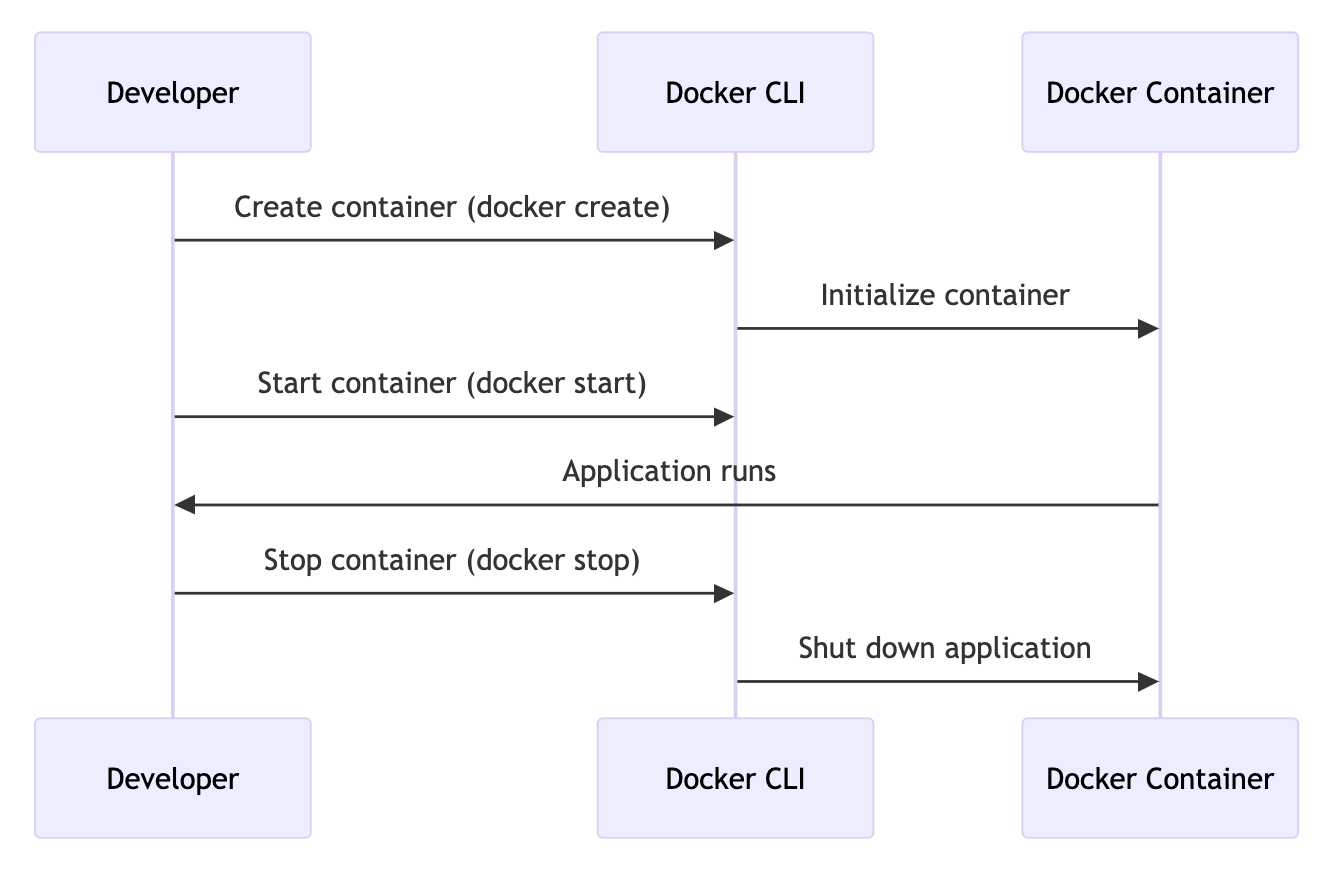 Developer
Docker CLI
Docker Container
Create container (docker create)
Initialize container
Start container (docker start)
Application runs
Stop container (docker stop)
Shut down application
Developer
Docker CLI
Docker Container